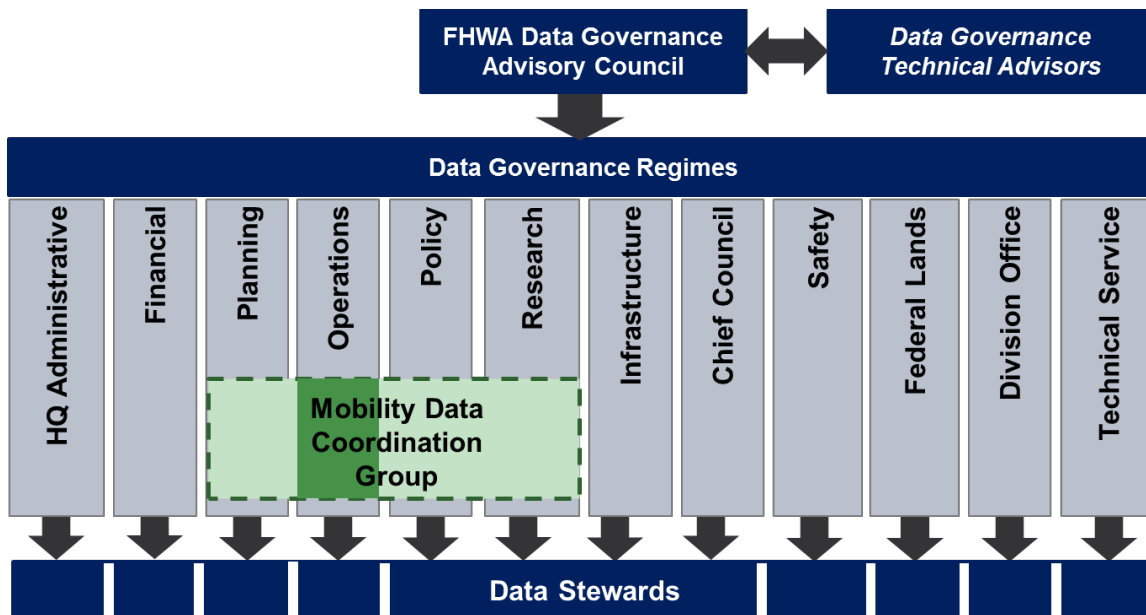 FHWA Data Governance
Advisory Council
Data Governance
Technical Advisors
Data Governance Regimes
HQ Administrative
Financial
Planning
Operations
Policy
Research
Infrastructure
Chief Council
Safety
Federal Lands
Division Office
Technical Service
Mobility Data
Coordination
Group
Data Stewards